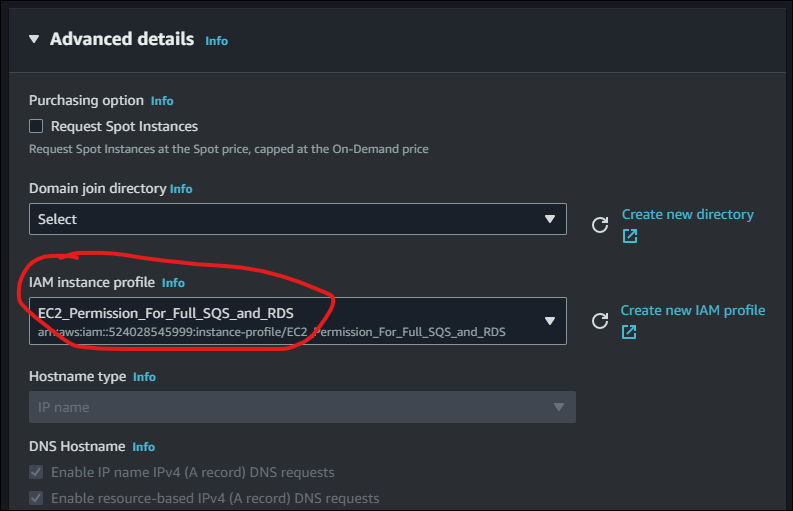 Advanced details Info
Purchasing option Info
Request Spot Instances
Request Spot Instances at the Spot price, capped at the On-Demand price
Domain join directory Info
Select
Create new directory
IAM instance profile Info
EC2_Permission_For_Full_SQS_and_RDS
arn:aws:iam::524028545999:instance-profile/EC2_Permission_For_Full_SQS_and_RDS
Create new IAM profile
Hostname type Info
IP name
DNS Hostname Info
Enable IP name IPv4 (A record) DNS requests
Enable resource-based IPv4 (A record) DNS requests